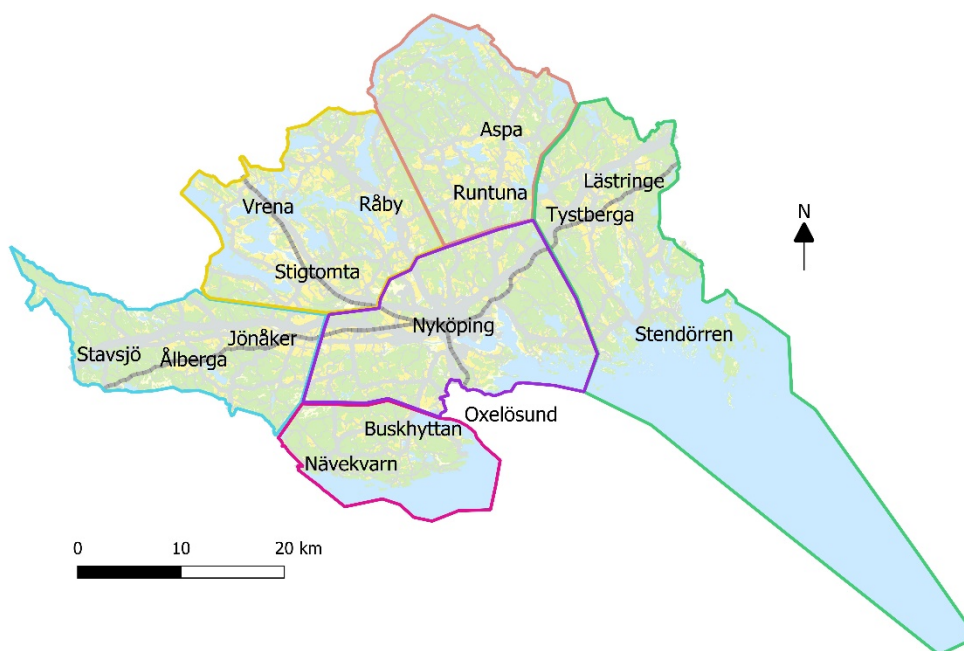 Aspa
Lästringe
Runtuna
Råby
Vrena
Tystberga
N
Stigtomta
Nyköping
Stendörren
Jönåker
Stavsjö
Ålberga
Oxelösund
Buskhyttan
Nävekvarn
0 10 20 km